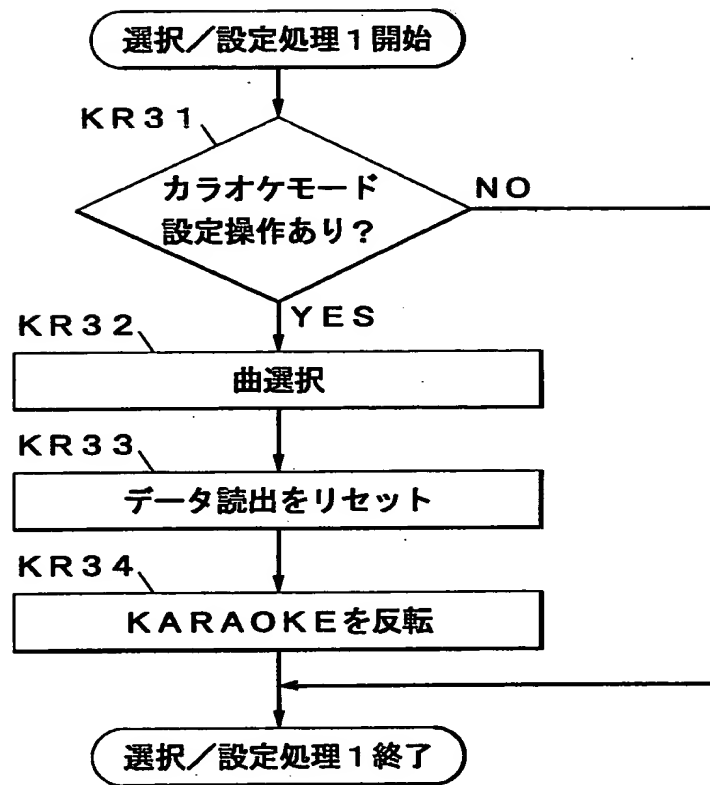 選択／設定処理１開始
ＫＲ３１
カラオケモード
設定操作あり？
ＮＯ
ＹＥＳ
ＫＲ３２
曲選択
ＫＲ３３
データ読出をリセット
ＫＲ３４
ＫＡＲＡＯＫＥを反転
選択／設定処理１終了